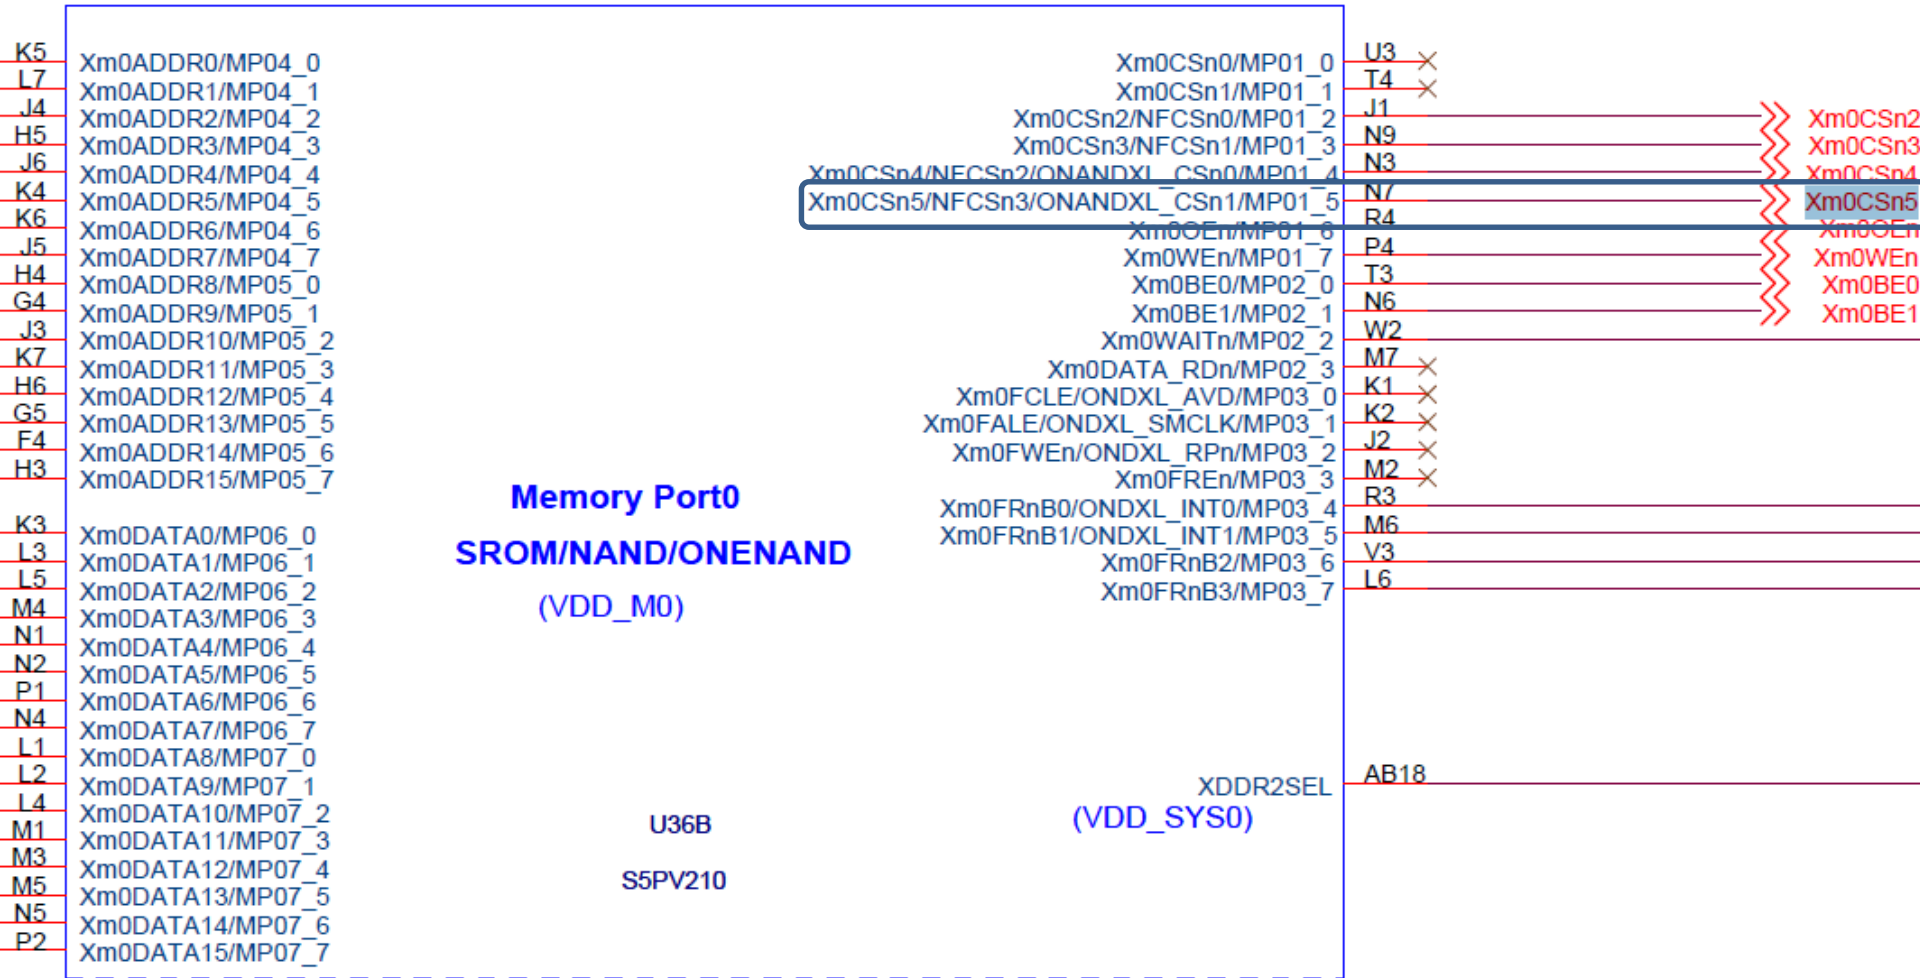 K5 Xm0ADDR0/MP04_0 Xm0CSn0/MP01_0 U3
L7 Xm0ADDR1/MP04_1 Xm0CSn1/MP01_1 T4
J4 Xm0ADDR2/MP04_2 Xm0CSn2/NFCSn0/MP01_2 J1 Xm0CSn2
H5 Xm0ADDR3/MP04_3 Xm0CSn3/NFCSn1/MP01_3 N9 Xm0CSn3
J6 Xm0ADDR4/MP04_4 Xm0CSn4/NFCSn2/ONANDXL_CSn0/MP01_4 N3 Xm0CSn4
K4 Xm0ADDR5/MP04_5 Xm0CSn5/NFCSn3/ONANDXL_CSn1/MP01_5 N7 Xm0CSn5
K6 Xm0ADDR6/MP04_6 Xm0OEn/MP01_6 R4 Xm0OEn
J5 Xm0ADDR7/MP04_7 Xm0WEn/MP01_7 P4 Xm0WEn
H4 Xm0ADDR8/MP05_0 Xm0BE0/MP02_0 T3 Xm0BE0
G4 Xm0ADDR9/MP05_1 Xm0BE1/MP02_1 N6 Xm0BE1
J3 Xm0ADDR10/MP05_2 Xm0WAITn/MP02_2 W2
K7 Xm0ADDR11/MP05_3 Xm0DATA_RDn/MP02_3 M7
H6 Xm0ADDR12/MP05_4 Xm0FCLE/ONDXL_AVD/MP03_0 K1
G5 Xm0ADDR13/MP05_5 Xm0FALE/ONDXL_SMCLK/MP03_1 K2
F4 Xm0ADDR14/MP05_6 Xm0FWEn/ONDXL_RPn/MP03_2 J2
H3 Xm0ADDR15/MP05_7 Xm0FREn/MP03_3 M2
Memory Port0
Xm0FRnB0/ONDXL_INT0/MP03_4 R3
K3 Xm0DATA0/MP06_0 Xm0FRnB1/ONDXL_INT1/MP03_5 M6
SROM/NAND/ONENAND
L3 Xm0DATA1/MP06_1 Xm0FRnB2/MP03_6 V3
L5 Xm0DATA2/MP06_2 Xm0FRnB3/MP03_7 L6
(VDD_M0)
M4 Xm0DATA3/MP06_3
N1 Xm0DATA4/MP06_4
N2 Xm0DATA5/MP06_5
P1 Xm0DATA6/MP06_6
N4 Xm0DATA7/MP06_7
L1 Xm0DATA8/MP07_0
L2 Xm0DATA9/MP07_1 XDDR2SEL AB18
L4 Xm0DATA10/MP07_2 (VDD_SYS0)
U36B
M1 Xm0DATA11/MP07_3
M3 Xm0DATA12/MP07_4
S5PV210
M5 Xm0DATA13/MP07_5
N5 Xm0DATA14/MP07_6
P2 Xm0DATA15/MP07_7